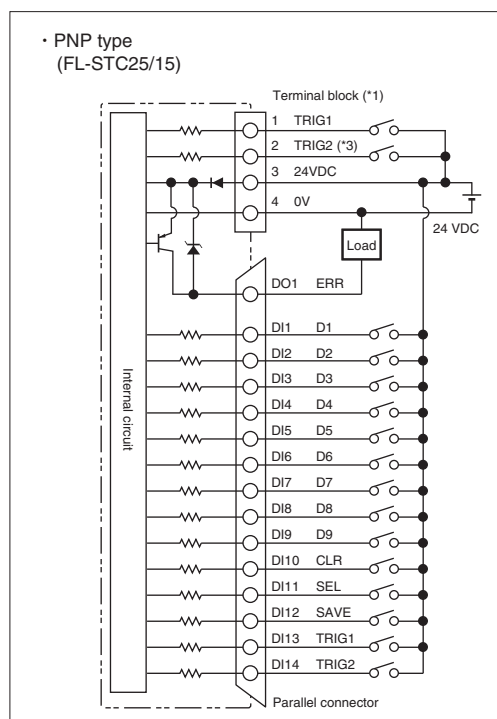 ・PNP type
(FL-STC25/15)
Terminal block (*1)
1 TRIG1
2 TRIG2 (*3)
3 24VDC
4 0V
24 VDC
Load
DO1 ERR
DI1 D1
DI2 D2
DI3 D3
DI4 D4
DI5 D5
DI6 D6
DI7 D7
DI8 D8
DI9 D9
DI10 CLR
DI11 SEL
DI12 SAVE
DI13 TRIG1
DI14 TRIG2
Internal circuit
Parallel connector